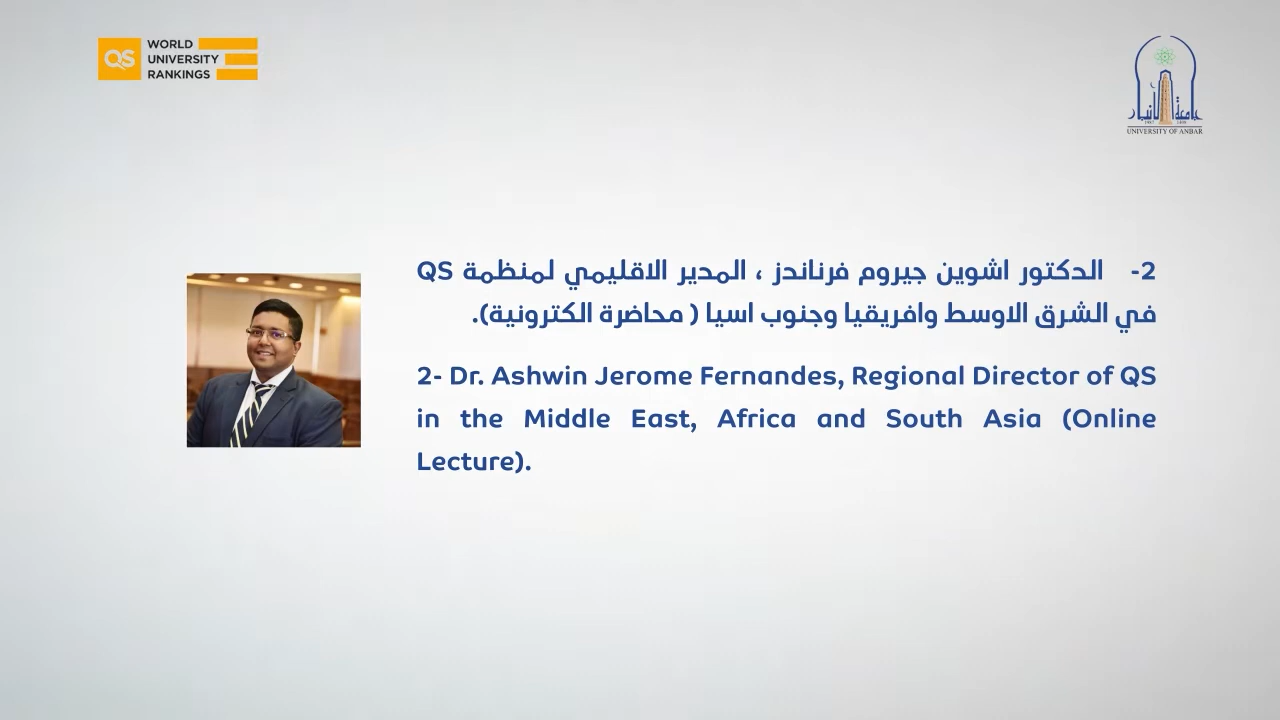 QS
WORLD
UNIVERSITY
RANKINGS
جامعة الأنبار
UNIVERSITY OF ANBAR
2- الدكتور اشوين جيروم فرناندز ، المدير الاقليمي لمنظمة QS
في الشرق الاوسط وافريقيا وجنوب اسيا ( محاضرة الكترونية).
2- Dr. Ashwin Jerome Fernandes, Regional Director of QS
in the Middle East, Africa and South Asia (Online
Lecture).